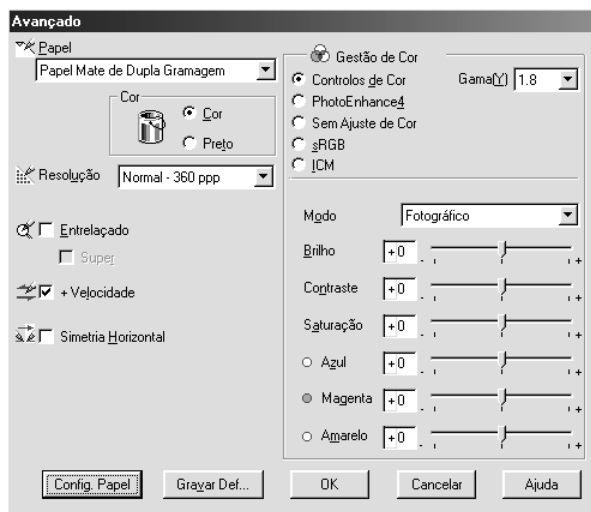 Avançado
Papel
Papel Mate de Dupla Gramagem
Cor
Cor
Preto
Resolução Normal - 360 ppp
Entrelaçado
Super
+ Velocidade
Simetria Horizontal
Gestão de Cor
Controlos de Cor Gama(Y) 1.8
PhotoEnhance4
Sem Ajuste de Cor
sRGB
ICM
Modo Fotográfico
Brilho +0 - +
Contraste +0 - +
Saturação +0 - +
Azul +0 - +
Magenta +0 - +
Amarelo +0 - +
Config. Papel Gravar Def... OK Cancelar Ajuda